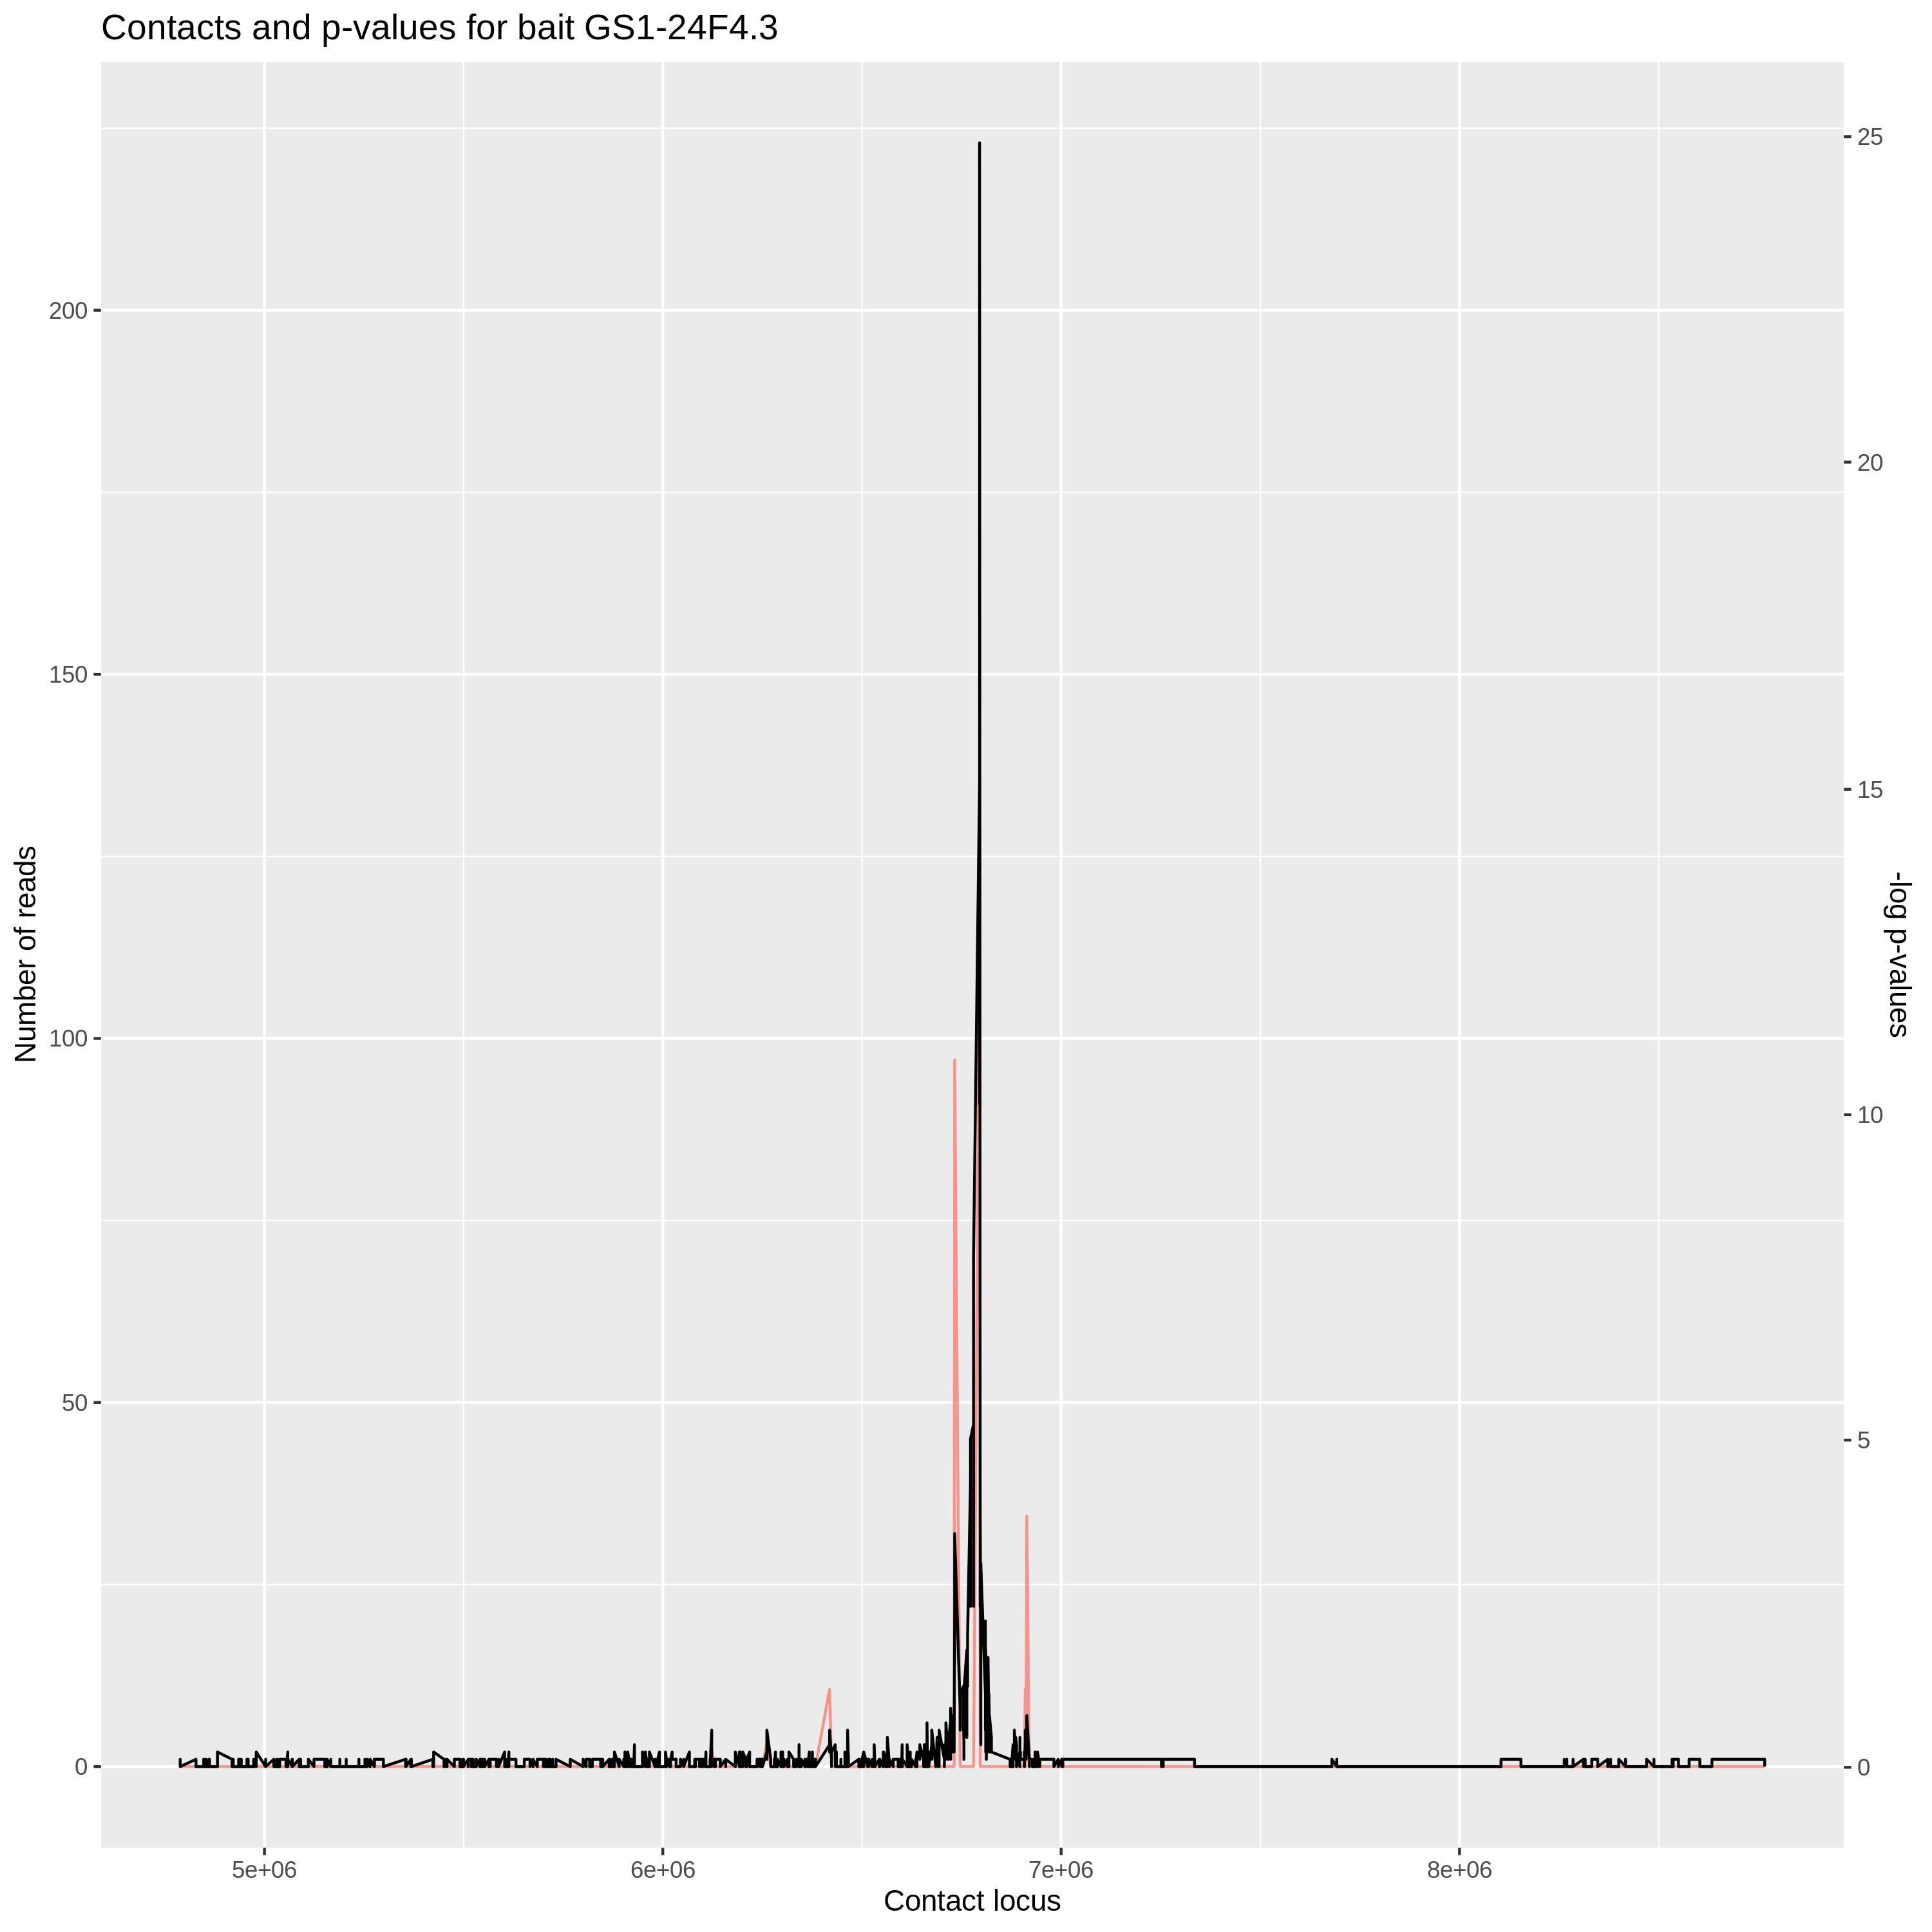 Contacts and p-values for bait GS1-24F4.3
Number of reads
200
150
100
50
0
25
20
15
10
5
0
-log p-values
5e+06
6e+06
7e+06
8e+06
Contact locus